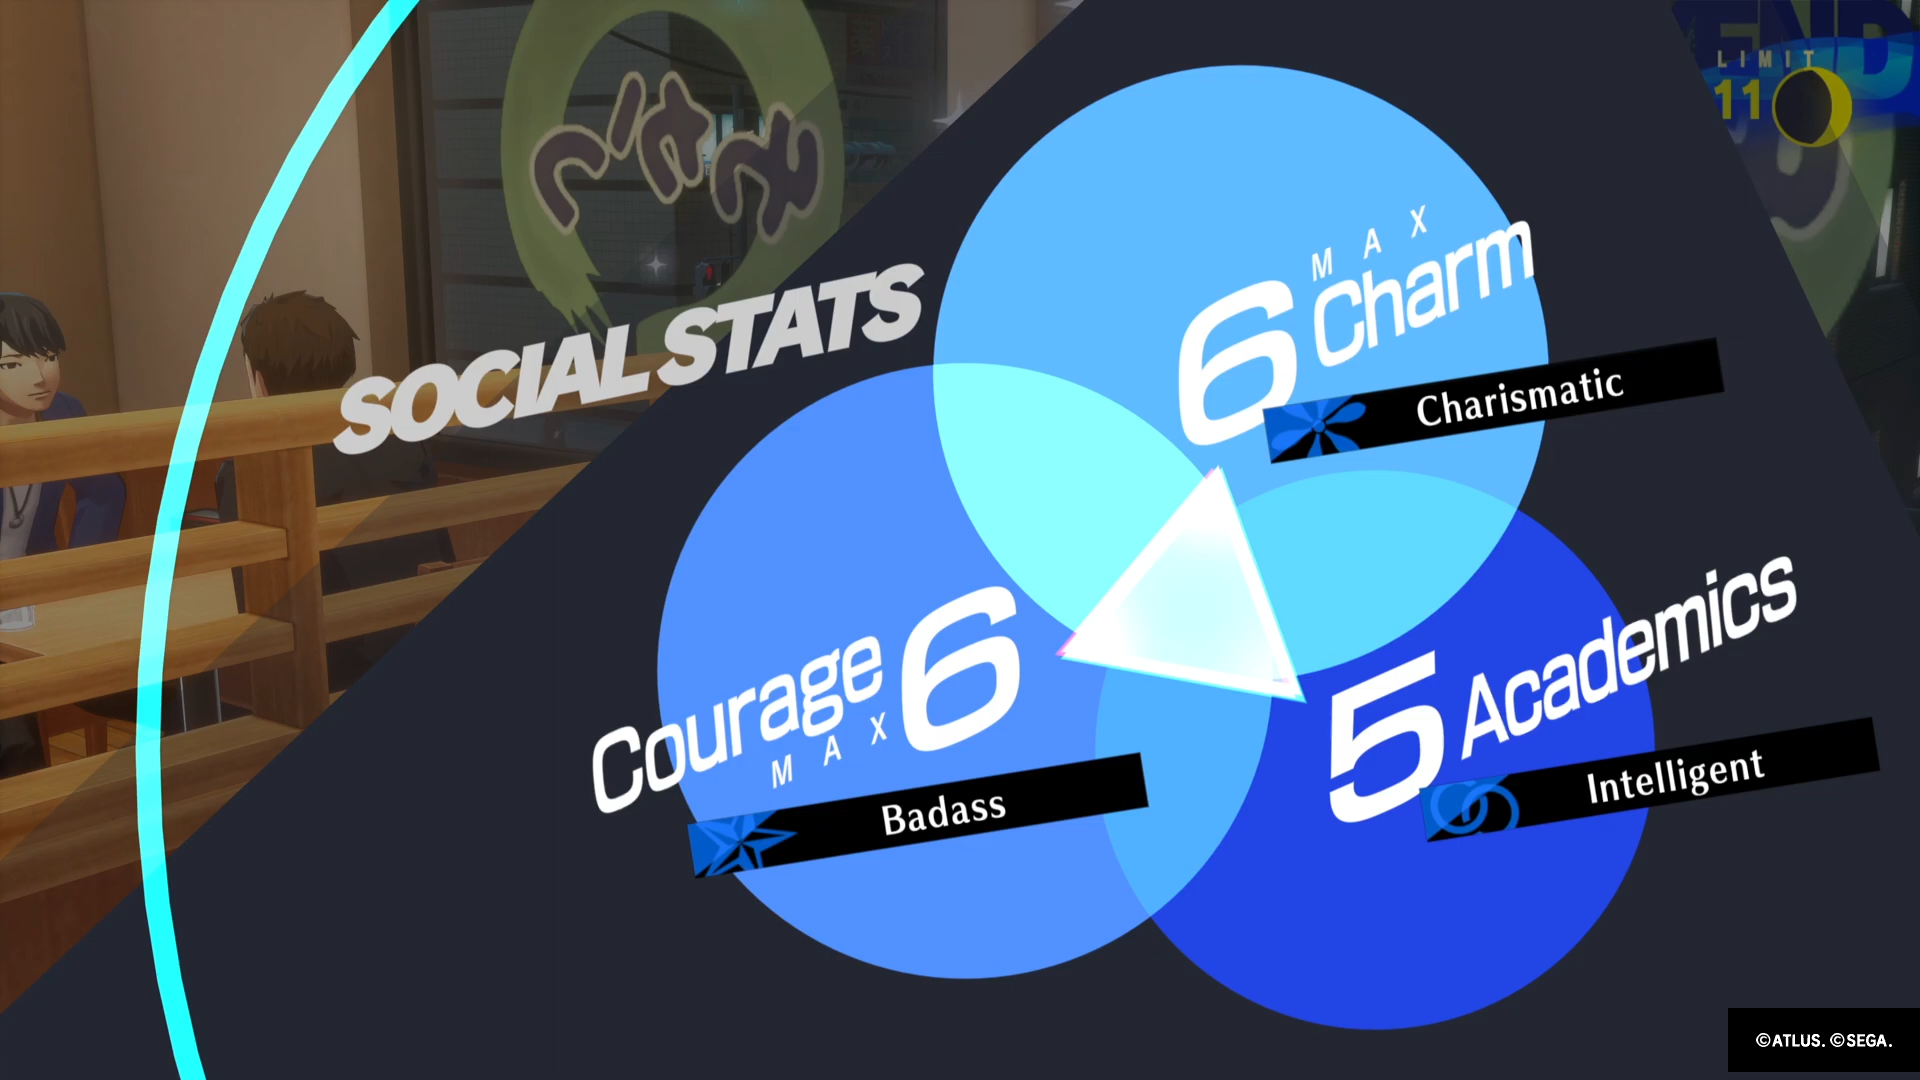 LIMIT
11
SOCIAL STATS
MAX
6 Charm
Charismatic
Courage 6
MAX
Badass
5 Academics
Intelligent
©ATLUS. ©SEGA.